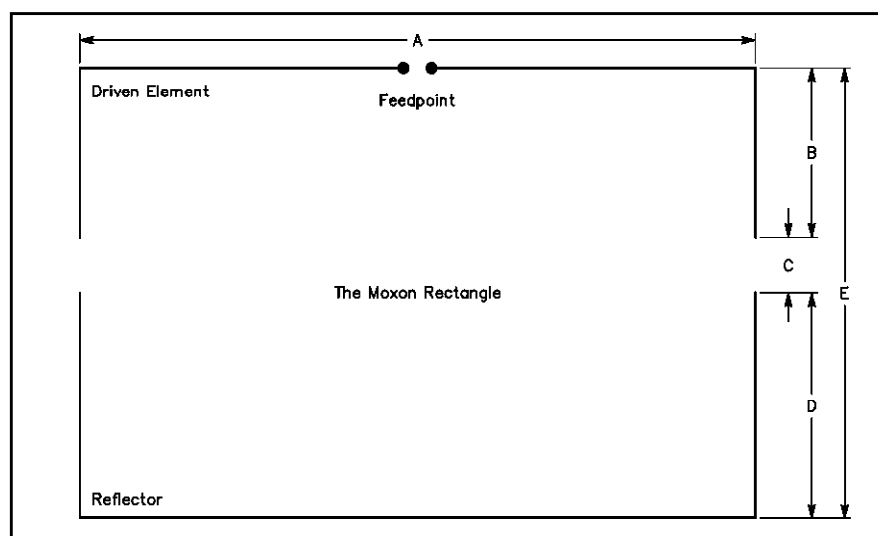 A
Driven Element
Feedpoint
B
C
The Moxon Rectangle
E
D
Reflector